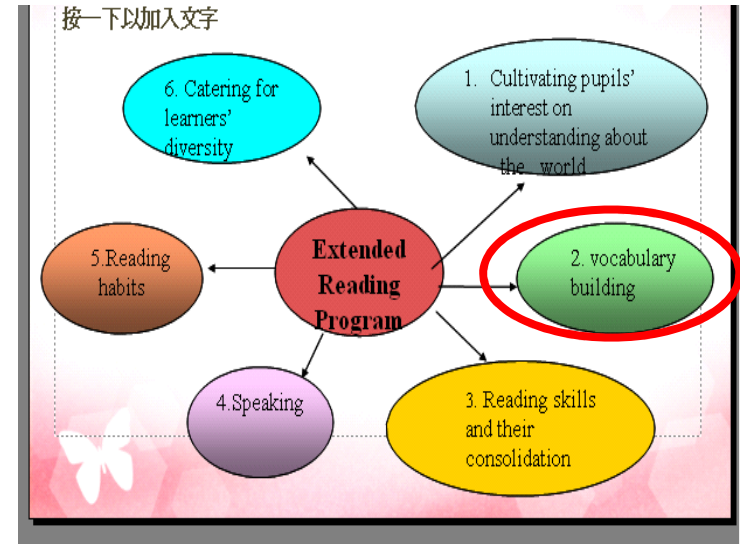 按一下以加入文字
1. Cultivating pupils'
interest on
understanding about
the world
2. vocabulary
building
3. Reading skills
and their
consolidation
4.Speaking
5.Reading
habits
6. Catering for
learners'
diversity
Extended
Reading
Program